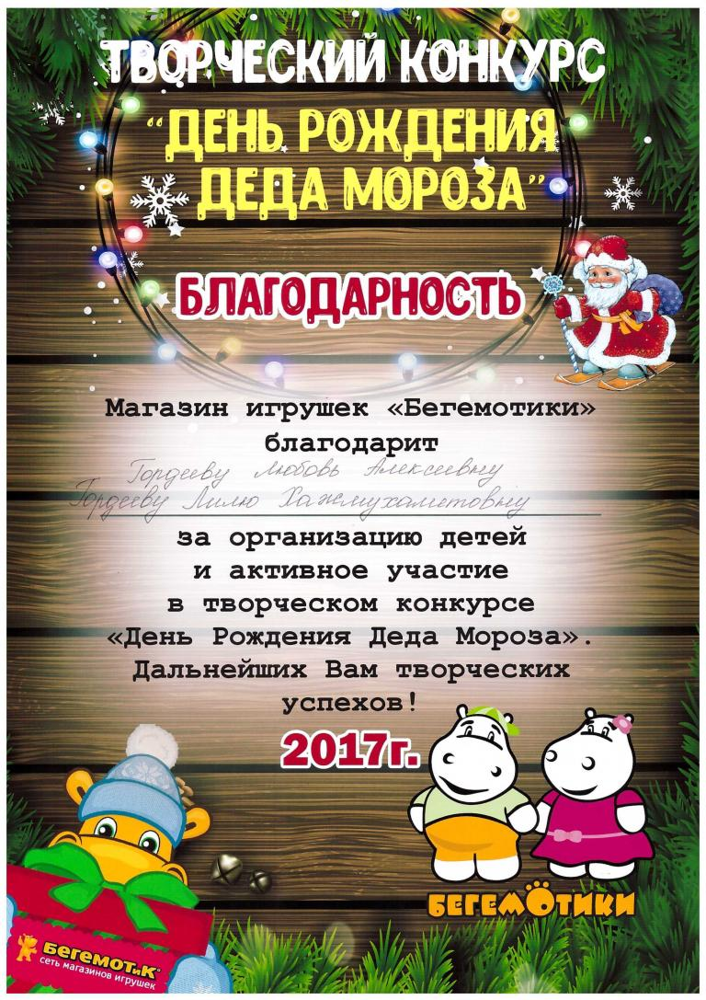 ТВОРЧЕСКИЙ КОНКУРС
“ДЕНЬ РОЖДЕНИЯ
ДЕДА МОРОЗА”
БЛАГОДАРНОСТЬ
Магазин игрушек «Бегемотики»
благодарит
Гордееву Любовь Алексеевну
Гордееву Лилю Хажмухаметовну
за организацию детей
и активное участие
в творческом конкурсе
«День Рождения Деда Мороза».
Дальнейших Вам творческих
успехов!
2017г.
БЕГЕМОТИКИ
Бегемотик
сеть магазинов игрушек